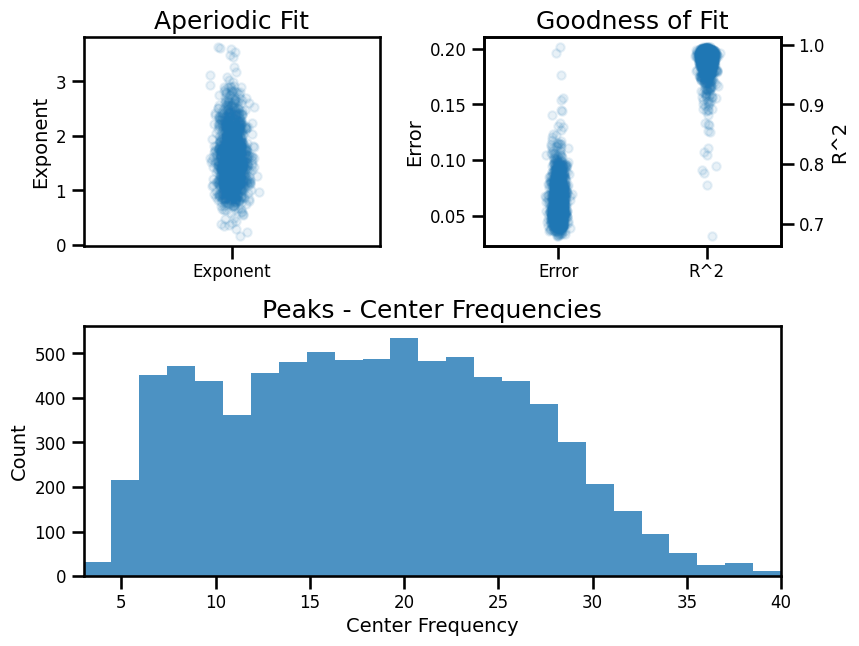 Aperiodic Fit
Exponent
3
2
1
0
Exponent
Goodness of Fit
Error
0.20
0.15
0.10
0.05
1.0
0.9
0.8
0.7
R^2
Error
R^2
Peaks - Center Frequencies
Count
500
400
300
200
100
0
5
10
15
20
25
30
35
40
Center Frequency